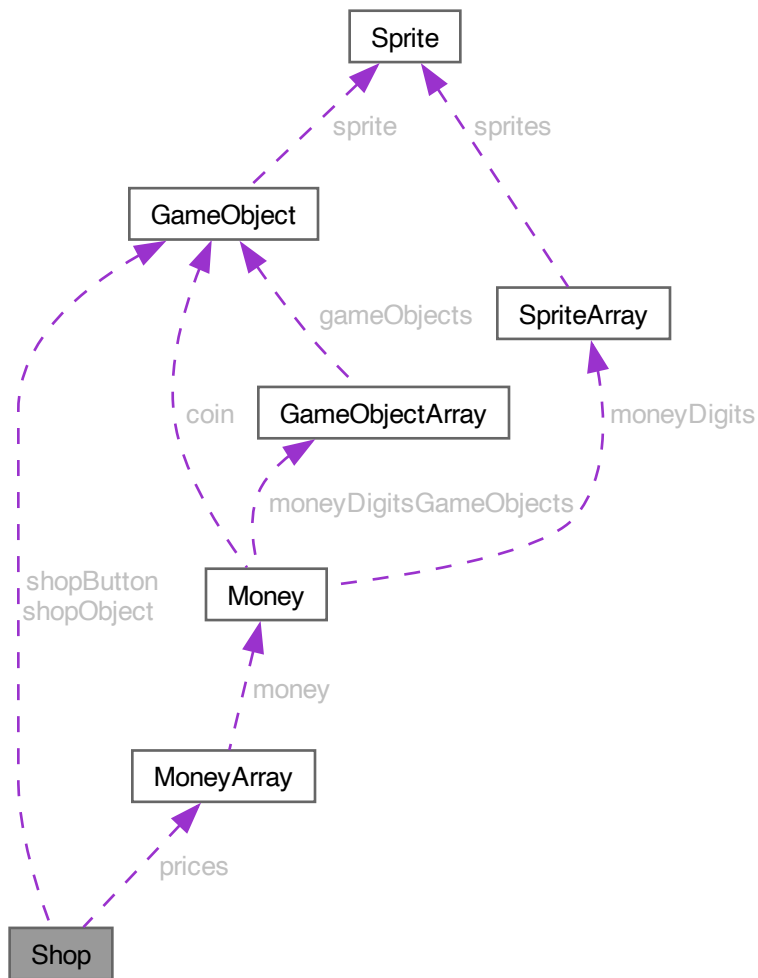 Sprite
sprite
sprites
GameObject
gameObjects
SpriteArray
coin
GameObjectArray
moneyDigits
moneyDigitsGameObjects
shopButton
shopObject
Money
money
MoneyArray
prices
Shop